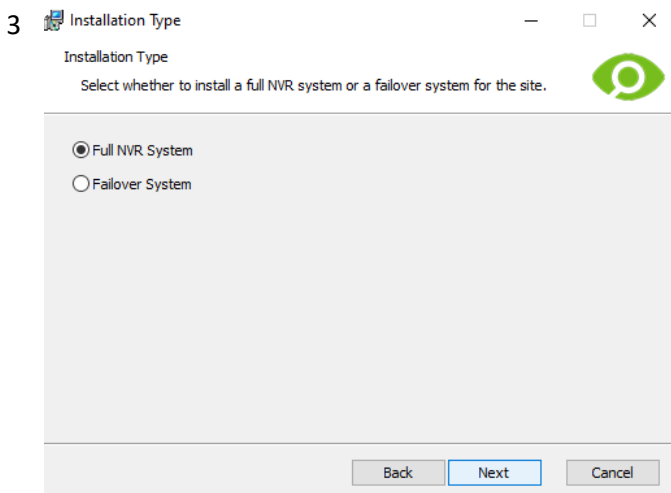 3
Installation Type
Installation Type
Select whether to install a full NVR system or a failover system for the site.
Full NVR System
Failover System
Back Next Cancel